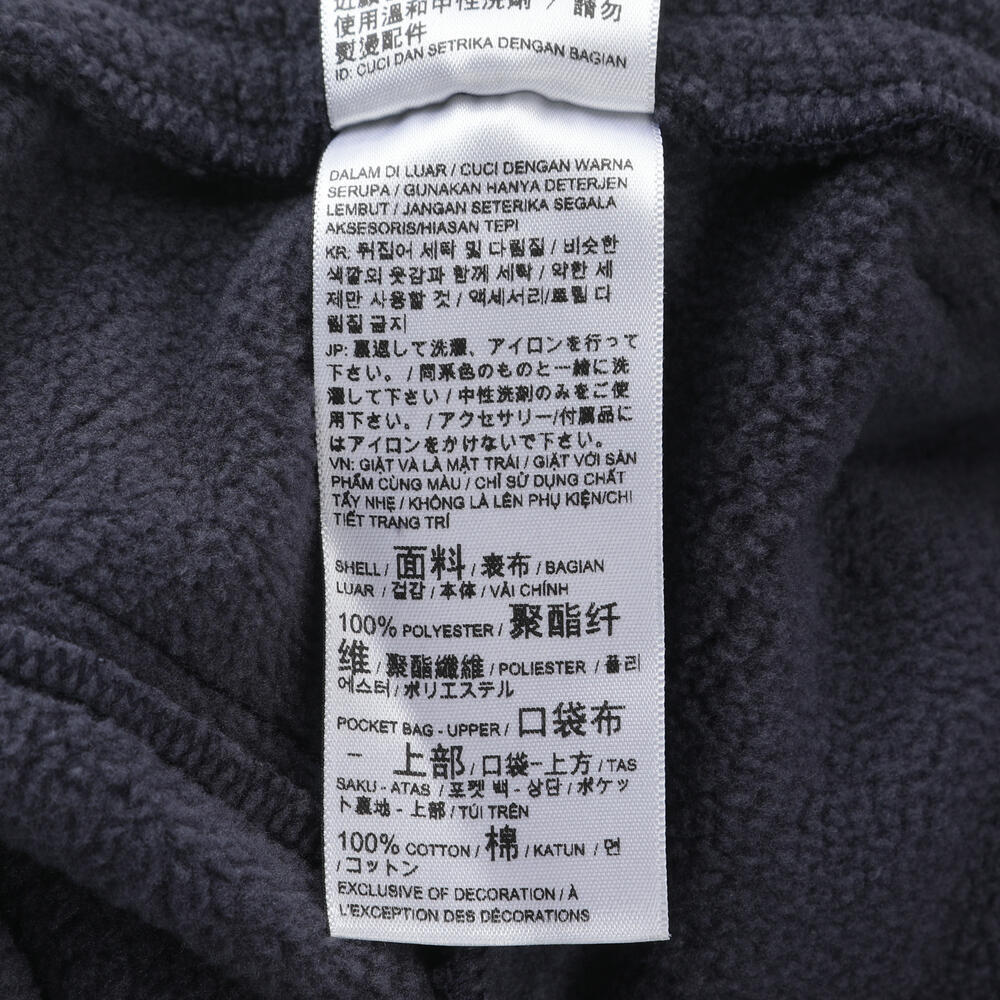 使用溫和中性洗劑 / 請勿
熨燙配件
ID: CUCI DAN SETRIKA DENGAN BAGIAN
DALAM DI LUAR / CUCI DENGAN WARNA
SERUPA / GUNAKAN HANYA DETERJEN
LEMBUT / JANGAN SETERIKA SEGALA
AKSESORIS/HIASAN TEPI
KR: 뒤집어 세탁 및 다림질 / 비슷한
색깔의 옷감과 함께 세탁 / 약한 세
제만 사용할 것 / 액세서리/트림 다
림질 금지
JP: 裏返して洗濯、アイロンを行って
下さい。/ 同系色のものと一緒に洗
濯して下さい / 中性洗剤のみをご使
用下さい。/ アクセサリー/付属品に
はアイロンをかけないで下さい。
VN: GIẶT VÀ LÀ MẶT TRÁI / GIẶT VỚI SẢN
PHẨM CÙNG MÀU / CHỈ SỬ DỤNG CHẤT
TẨY NHẸ / KHÔNG LÀ LÊN PHỤ KIỆN/CHI
TIẾT TRANG TRÍ
SHELL / 面料 / 表布 / BAGIAN
LUAR / 겉감 / 本体 / VẢI CHÍNH
100% POLYESTER / 聚酯纤
维 / 聚酯纖維 / POLIESTER / 폴리
에스터 / ポリエステル
POCKET BAG - UPPER / 口袋布
- 上部 / 口袋-上方 / TAS
SAKU - ATAS / 포켓 백 - 상단 / ポケッ
ト裏地 - 上部 / TÚI TRÊN
100% COTTON / 棉 / KATUN / 면
/ コットン
EXCLUSIVE OF DECORATION / À
L'EXCEPTION DES DÉCORATIONS